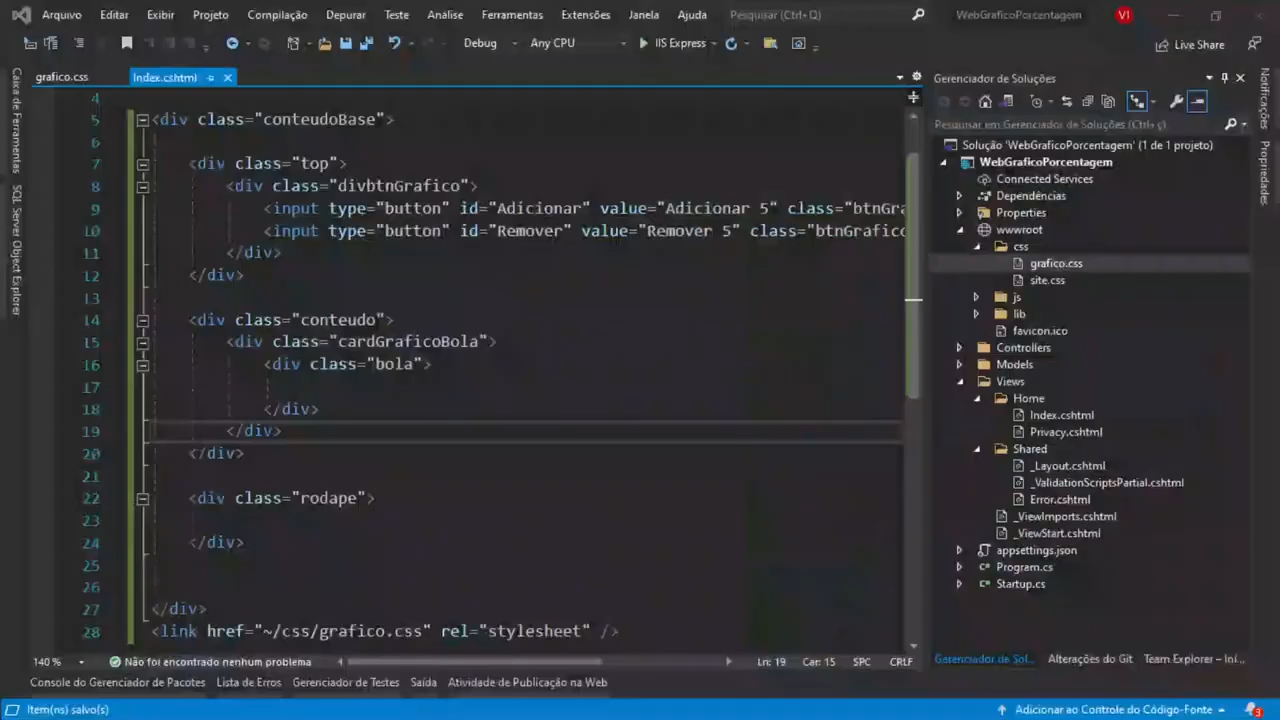 Arquivo Editar Exibir Projeto Compilação Depurar Teste Análise Ferramentas Extensões Janela Ajuda Pesquisar (Ctrl+Q) WebGraficoPorcentagem VI
Debug Any CPU IIS Express Live Share
grafico.css Index.cshtml
Caixa de Ferramentas
SQL Server Object Explorer
4
5 <div class="conteudoBase">
6
7 <div class="top">
8 <div class="divbtnGrafico">
9 <input type="button" id="Adicionar" value="Adicionar 5" class="btnGra
10 <input type="button" id="Remover" value="Remover 5" class="btnGrafico
11 </div>
12 </div>
13
14 <div class="conteudo">
15 <div class="cardGraficoBola">
16 <div class="bola">
17
18 </div>
19 </div>
20 </div>
21
22 <div class="rodape">
23
24 </div>
25
26
27 </div>
28 <link href="~/css/grafico.css" rel="stylesheet" />
140 % Não foi encontrado nenhum problema Ln: 19 Car: 15 SPC CRLF
Gerenciador de Soluções
Pesquisar em Gerenciador de Soluções (Ctrl+ç)
Solução 'WebGraficoPorcentagem' (1 de 1 projeto)
WebGraficoPorcentagem
Connected Services
Dependências
Properties
wwwroot
css
grafico.css
site.css
js
lib
favicon.ico
Controllers
Models
Views
Home
Index.cshtml
Privacy.cshtml
Shared
_Layout.cshtml
_ValidationScriptsPartial.cshtml
Error.cshtml
_ViewImports.cshtml
_ViewStart.cshtml
appsettings.json
Program.cs
Startup.cs
Gerenciador de Sol... Alterações do Git Team Explorer – Iní...
Notificações
Propriedades
Console do Gerenciador de Pacotes Lista de Erros Gerenciador de Testes Saída Atividade de Publicação na Web
Item(ns) salvo(s) Adicionar ao Controle do Código-Fonte 3